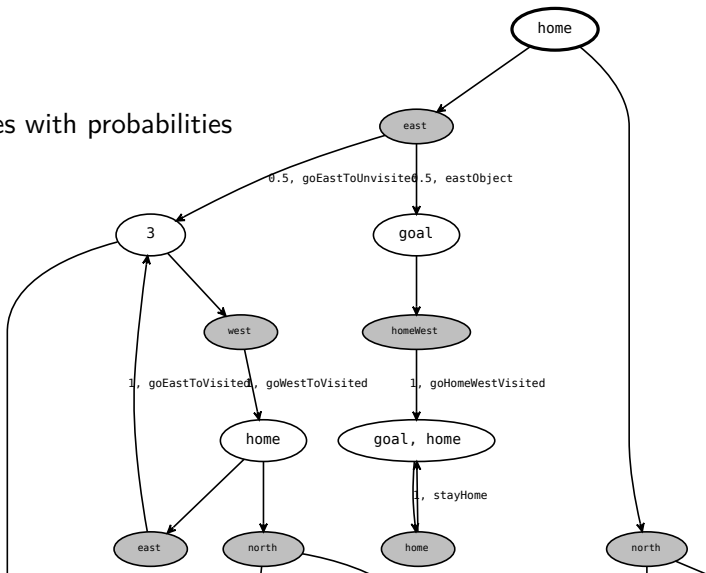 home
es with probabilities
east
0.5, goEastToUnvisited
0.5, eastObject
3
goal
west
homeWest
1, goEastToVisited
1, goWestToVisited
1, goHomeWestVisited
home
goal, home
1, stayHome
east
north
home
north